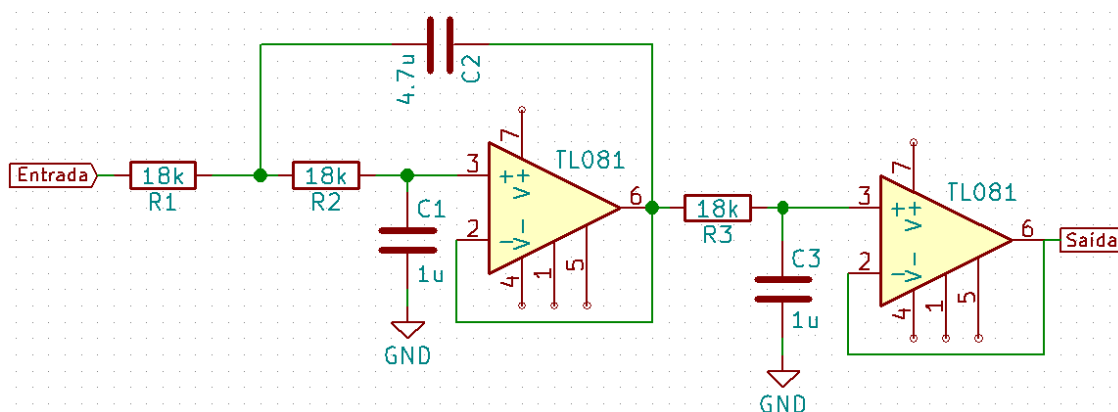 4.7u
C2
Entrada
18k
R1
18k
R2
C1
1u
GND
TL081
3
2
7
6
4
1
5
+
V+
-
V-
18k
R3
C3
1u
GND
TL081
3
2
7
6
4
1
5
+
V+
-
V-
Saída